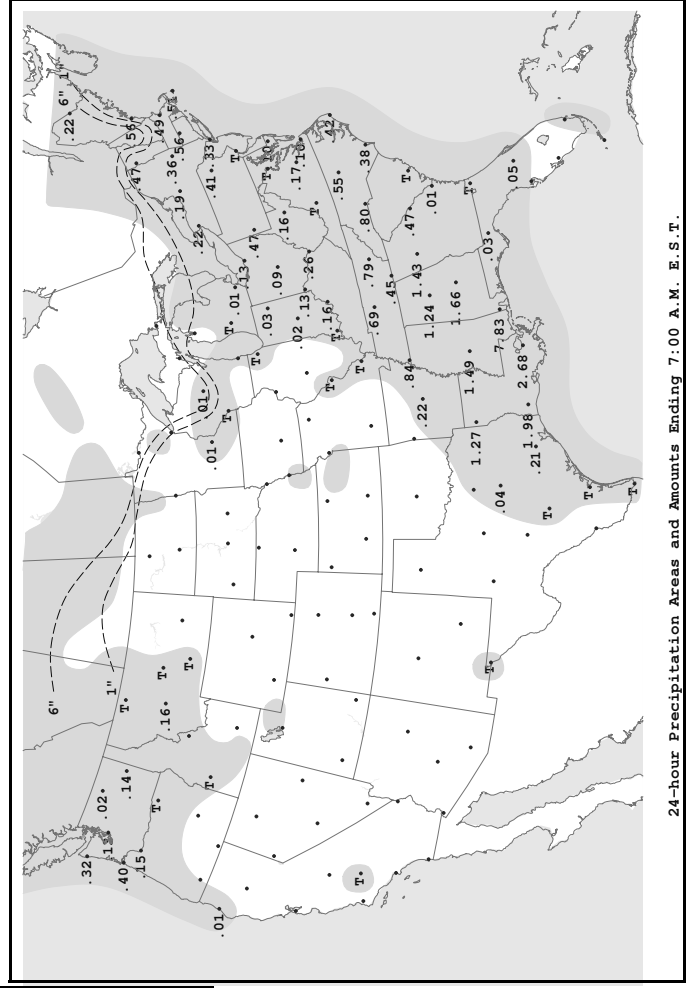 6"
1"
6" 1"
.22
.32
.02
.40
.14
T
.56
.47
.15
T
.16
T
.49
.51
.36
.56
.19
T
.22
.01
.01
.33
.41
T
.01
T
T
.01
T
.13
.47
T
.03
.09
.16
T
.10
.02
.13
.26
T
.17
.10
T
T
.16
.55
.42
T
T
.69
.79
.80
.38
.84
.45
.47
T
.22
1.24
1.43
.01
1.27
1.49
1.66
T
T
.04
7.83
.03
.05
1.98
2.68
.21
T
T
T
24-hour Precipitation Areas and Amounts Ending 7:00 A.M. E.S.T.